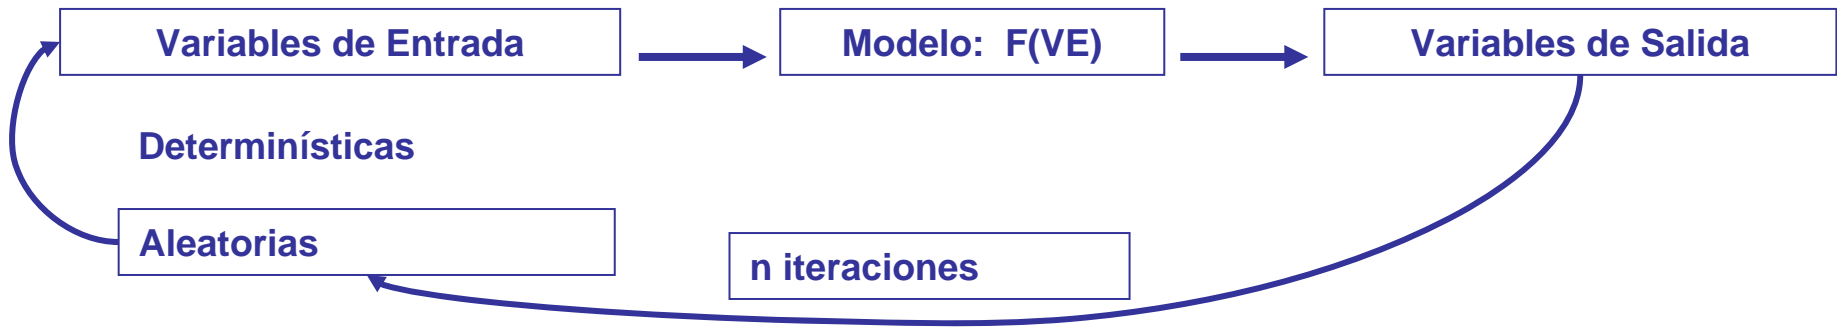 Variables de Entrada
Modelo: F(VE)
Variables de Salida
Determinísticas
Aleatorias
n iteraciones